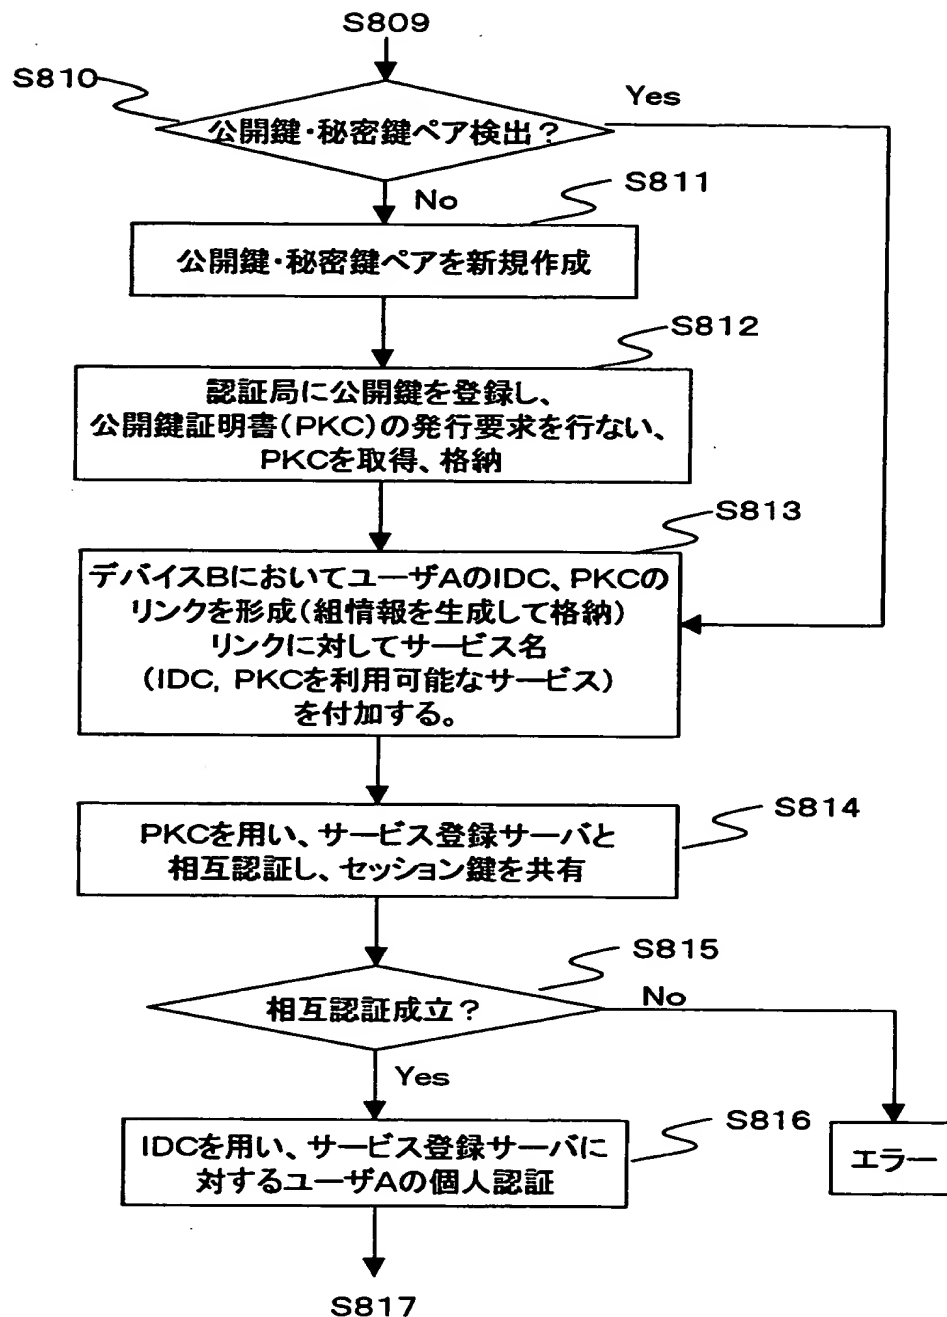 S809
S810
公開鍵・秘密鍵ペア検出？
Yes
No
S811
公開鍵・秘密鍵ペアを新規作成
S812
認証局に公開鍵を登録し、
公開鍵証明書(PKC)の発行要求を行ない、
PKCを取得、格納
S813
デバイスBにおいてユーザAのIDC、PKCの
リンクを形成(組情報を生成して格納)
リンクに対してサービス名
(IDC, PKCを利用可能なサービス)
を付加する。
S814
PKCを用い、サービス登録サーバと
相互認証し、セッション鍵を共有
S815
相互認証成立？
No
Yes
S816
IDCを用い、サービス登録サーバに
対するユーザAの個人認証
エラー
S817